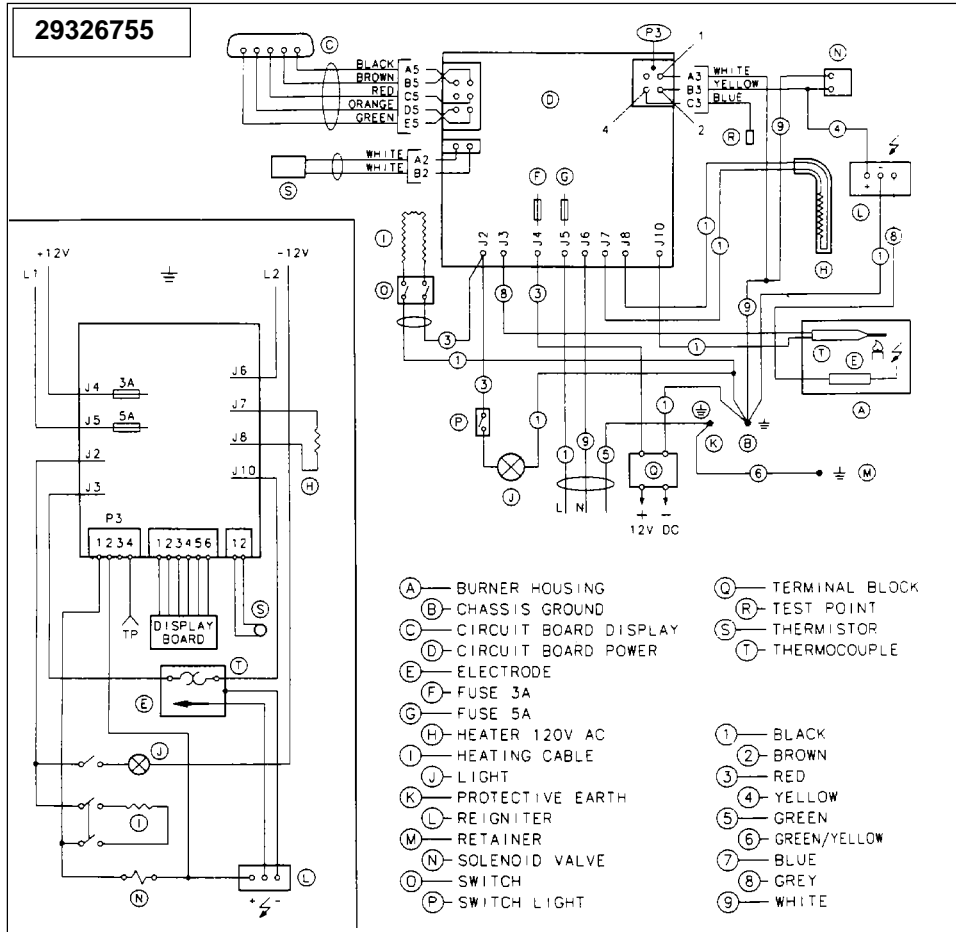 29326755
C
BLACK A5
BROWN B5
RED C5
ORANGE D5
GREEN E5
WHITE A2
WHITE B2
S
D
P3
1
4
2
A3 WHITE
B3 YELLOW
C3 BLUE
R
N
9
4
+ -
L
F
G
J2 J3 J4 J5 J6 J7 J8 J10
I
O
3
1
8
3
1
1
1
9
1
8
H
T
E
A
3
P
J
1
1
9
5
L N
1
K
B
Q
+ -
12V DC
6
M
+12V
-12V
L1
L2
J4 3A
J5 5A
J2
J3
J6
J7
J8
J10
H
P3
1234
123456
12
TP
DISPLAY
BOARD
S
T
E
J
I
N
L
+ -
A BURNER HOUSING
B CHASSIS GROUND
C CIRCUIT BOARD DISPLAY
D CIRCUIT BOARD POWER
E ELECTRODE
F FUSE 3A
G FUSE 5A
H HEATER 120V AC
I HEATING CABLE
J LIGHT
K PROTECTIVE EARTH
L REIGNITER
M RETAINER
N SOLENOID VALVE
O SWITCH
P SWITCH LIGHT
Q TERMINAL BLOCK
R TEST POINT
S THERMISTOR
T THERMOCOUPLE
1 BLACK
2 BROWN
3 RED
4 YELLOW
5 GREEN
6 GREEN/YELLOW
7 BLUE
8 GREY
9 WHITE